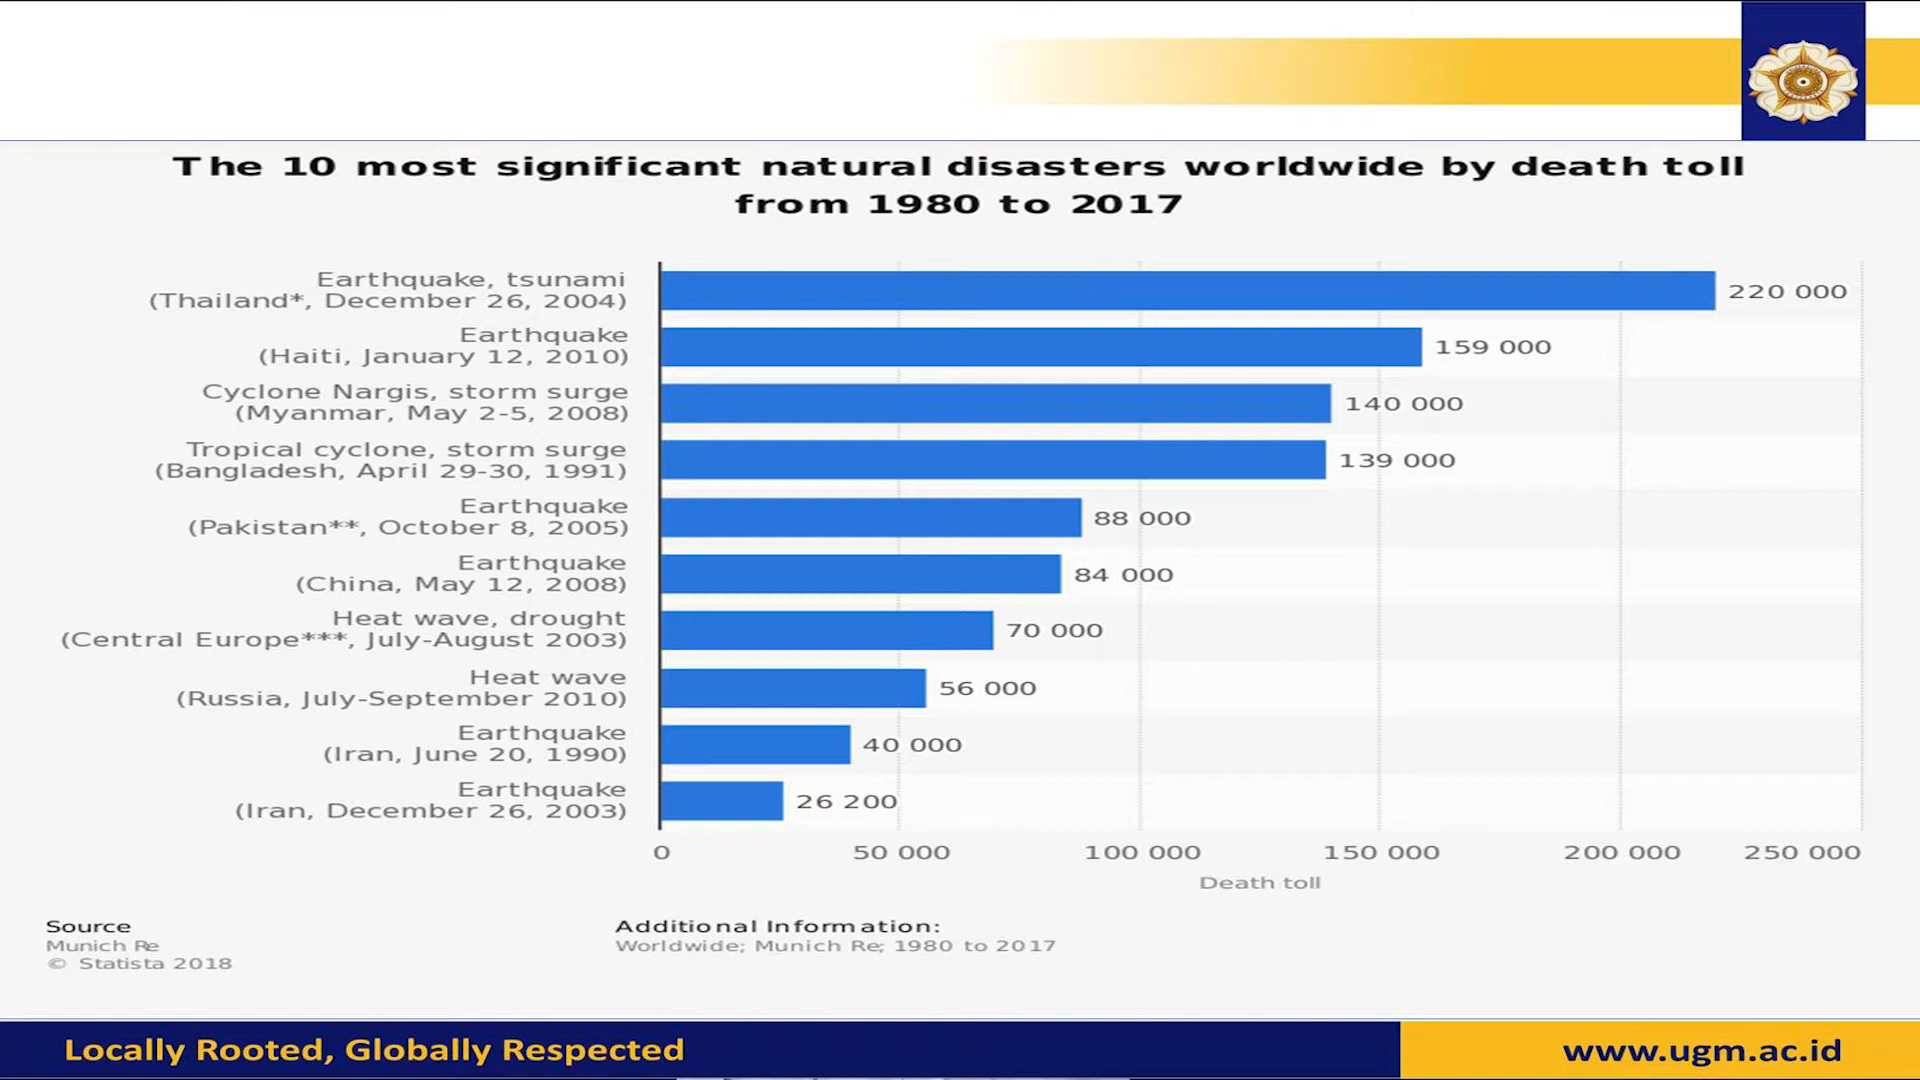 The 10 most significant natural disasters worldwide by death toll
from 1980 to 2017
Earthquake, tsunami
(Thailand*, December 26, 2004)
220 000
Earthquake
(Haiti, January 12, 2010)
159 000
Cyclone Nargis, storm surge
(Myanmar, May 2-5, 2008)
140 000
Tropical cyclone, storm surge
(Bangladesh, April 29-30, 1991)
139 000
Earthquake
(Pakistan**, October 8, 2005)
88 000
Earthquake
(China, May 12, 2008)
84 000
Heat wave, drought
(Central Europe***, July-August 2003)
70 000
Heat wave
(Russia, July-September 2010)
56 000
Earthquake
(Iran, June 20, 1990)
40 000
Earthquake
(Iran, December 26, 2003)
26 200
0 50 000 100 000 150 000 200 000 250 000
Death toll
Source
Munich Re
© Statista 2018
Additional Information:
Worldwide; Munich Re; 1980 to 2017
Locally Rooted, Globally Respected
www.ugm.ac.id